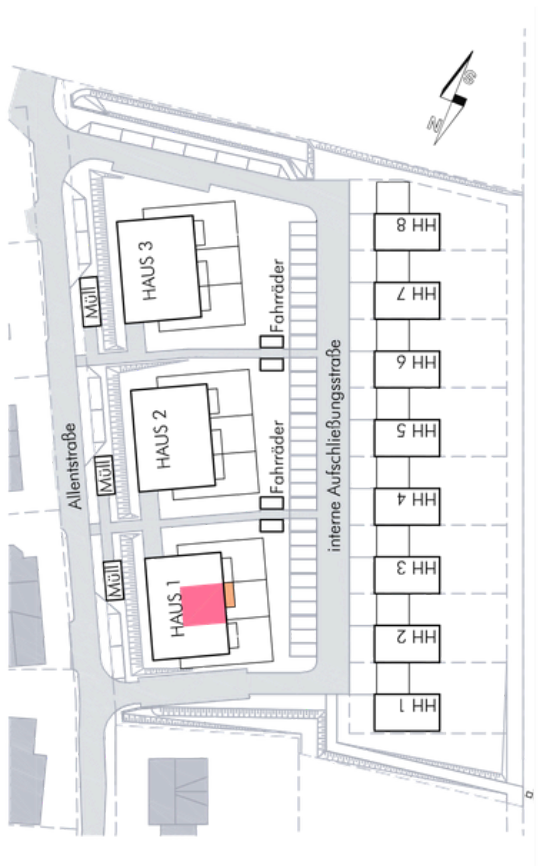 S
N
HAUS 3
Müll
Fahrräder
HH 8
HH 7
HH 6
HAUS 2
Müll
Allentstraße
Fahrräder
interne Aufschließungsstraße
HH 5
HH 4
HAUS 1
Müll
HH 3
HH 2
HH 1